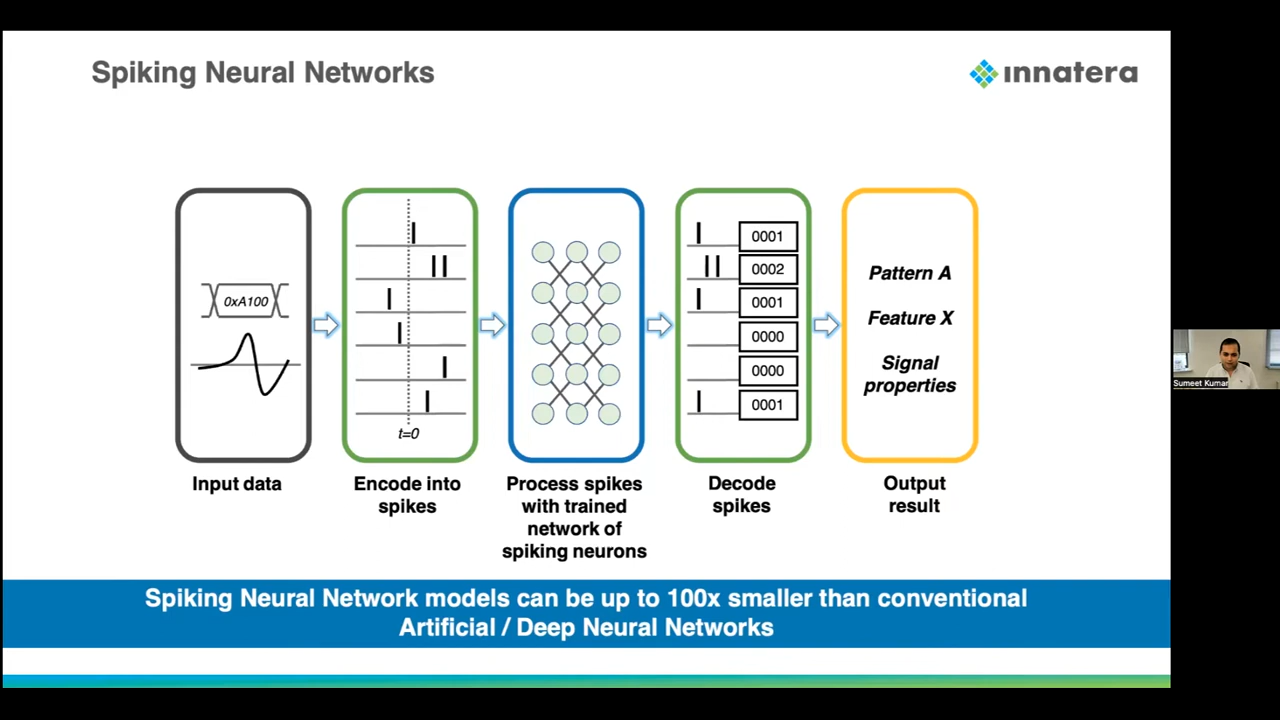 Spiking Neural Networks
innatera
0xA100
t=0
0001
0002
0001
0000
0000
0001
Pattern A
Feature X
Signal
properties
Input data
Encode into
spikes
Process spikes
with trained
network of
spiking neurons
Decode
spikes
Output
result
Sumeet Kumar
Spiking Neural Network models can be up to 100x smaller than conventional
Artificial / Deep Neural Networks